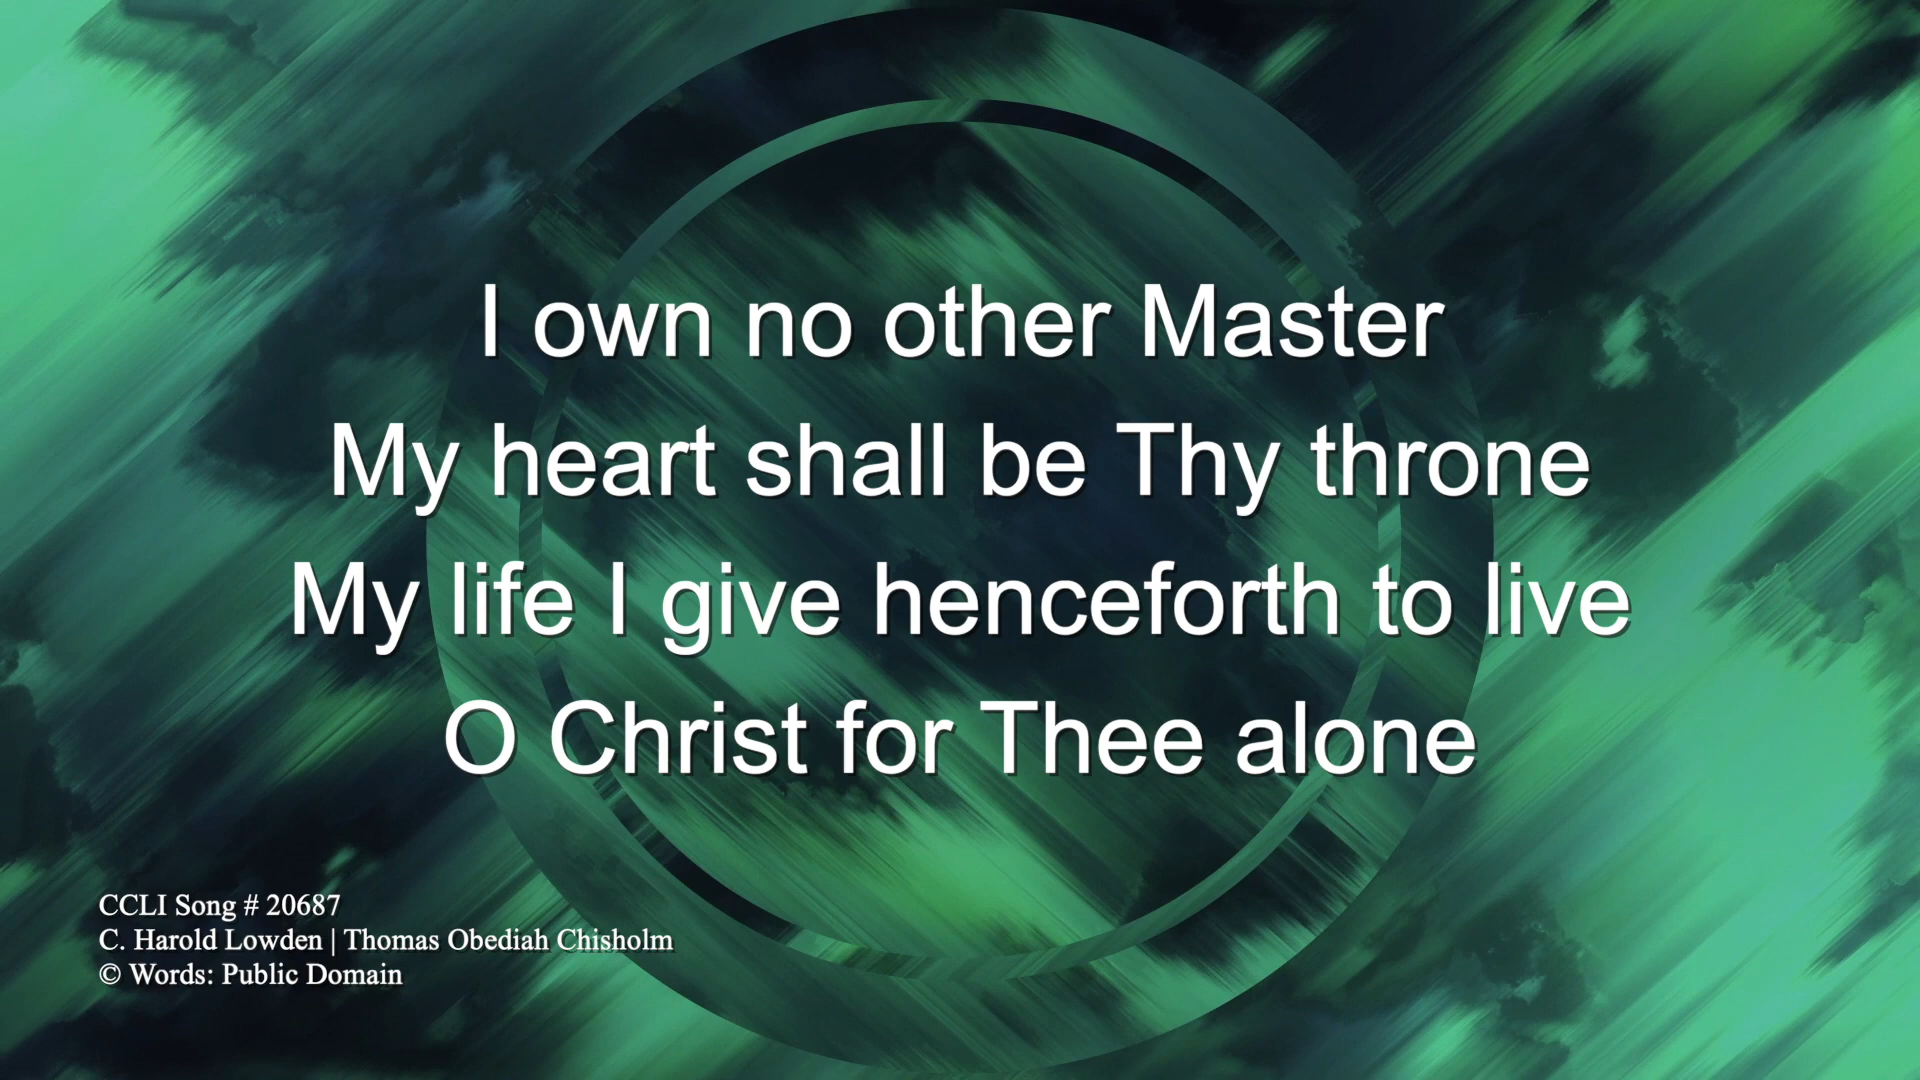 I own no other Master
My heart shall be Thy throne
My life I give henceforth to live
O Christ for Thee alone
CCLI Song # 20687
C. Harold Lowden | Thomas Obediah Chisholm
© Words: Public Domain